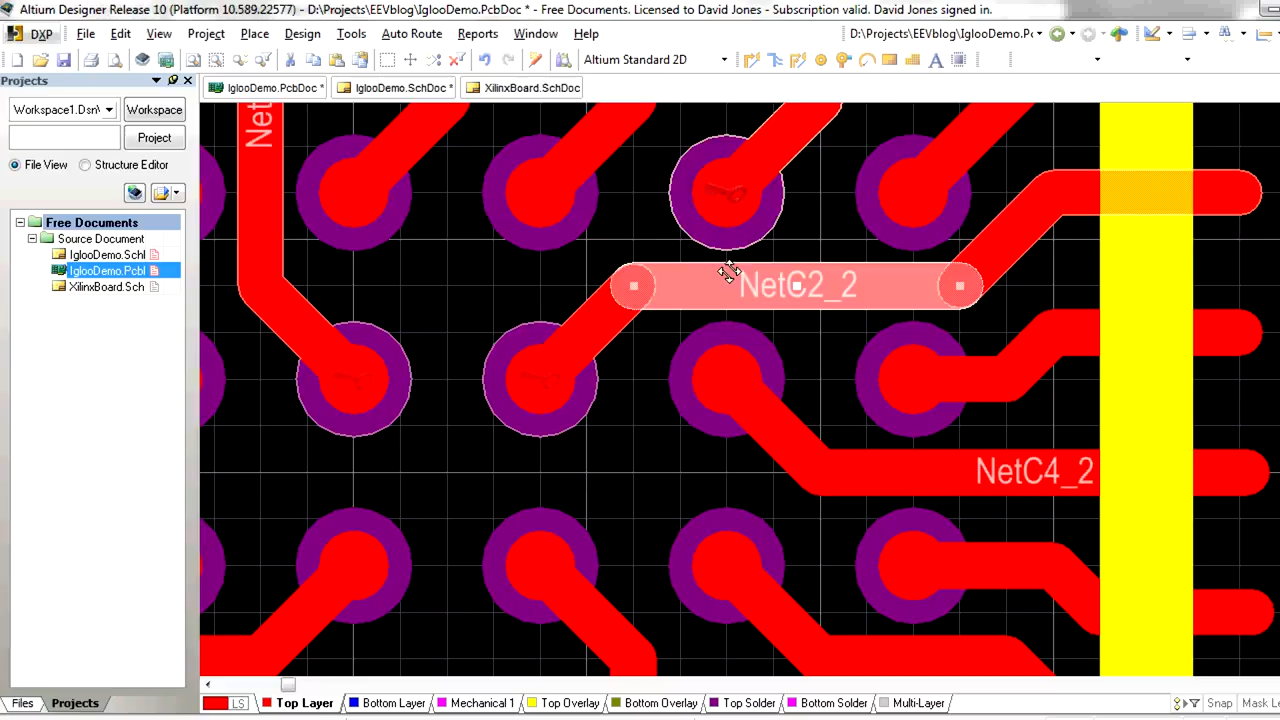 Altium Designer Release 10 (Platform 10.589.22577) - D:\Projects\EEVblog\IglooDemo.PcbDoc * - Free Documents. Licensed to David Jones - Subscription valid. David Jones signed in.
DXP File Edit View Project Place Design Tools Auto Route Reports Window Help D:\Projects\EEVblog\IglooDemo.Pc
Altium Standard 2D
Projects
IglooDemo.PcbDoc * IglooDemo.SchDoc * XilinxBoard.SchDoc
Workspace1.Dsn Workspace
Project
File View Structure Editor
Free Documents
Source Document
IglooDemo.Schl
IglooDemo.Pcbl
XilinxBoard.Sch
Net
NetC2_2
NetC4_2
Files Projects
LS Top Layer Bottom Layer Mechanical 1 Top Overlay Bottom Overlay Top Solder Bottom Solder Multi-Layer Snap Mask L